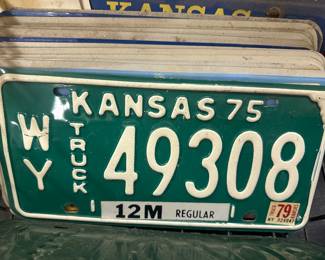 KANSAS
KANSAS 75
WY
TRUCK
49308
12M REGULAR
79